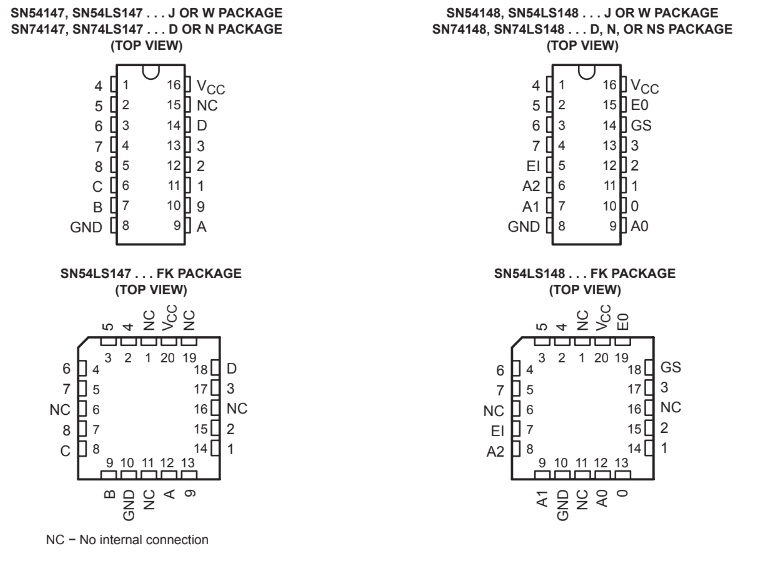 SN54147, SN54LS147 . . . J OR W PACKAGE
SN74147, SN74LS147 . . . D OR N PACKAGE
(TOP VIEW)
4 1 16 VCC
5 2 15 NC
6 3 14 D
7 4 13 3
8 5 12 2
C 6 11 1
B 7 10 9
GND 8 9 A
SN54148, SN54LS148 . . . J OR W PACKAGE
SN74148, SN74LS148 . . . D, N, OR NS PACKAGE
(TOP VIEW)
4 1 16 VCC
5 2 15 E0
6 3 14 GS
7 4 13 3
EI 5 12 2
A2 6 11 1
A1 7 10 0
GND 8 9 A0
SN54LS147 . . . FK PACKAGE
(TOP VIEW)
5 4 NC VCC NC
3 2 1 20 19
6 4 18 D
7 5 17 3
NC 6 16 NC
8 7 15 2
C 8 14 1
9 10 11 12 13
B GND NC A 9
SN54LS148 . . . FK PACKAGE
(TOP VIEW)
5 4 NC VCC E0
3 2 1 20 19
6 4 18 GS
7 5 17 3
NC 6 16 NC
EI 7 15 2
A2 8 14 1
9 10 11 12 13
A1 GND NC A0 0
NC − No internal connection